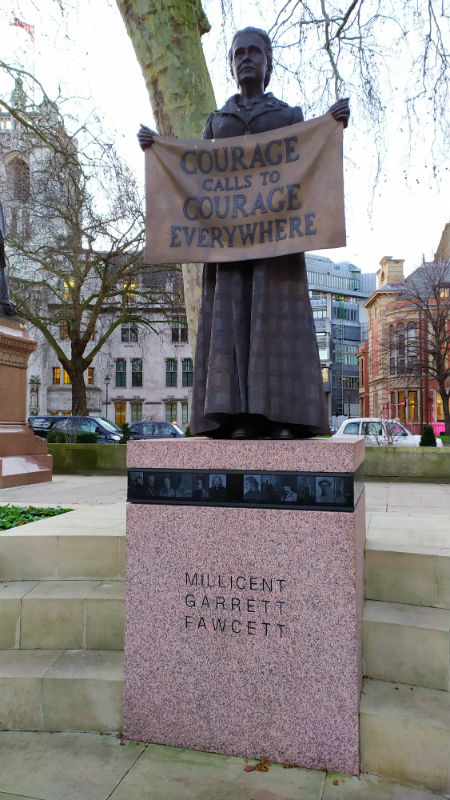 COURAGE
CALLS TO
COURAGE
EVERYWHERE
MILLICENT
GARRETT
FAWCETT